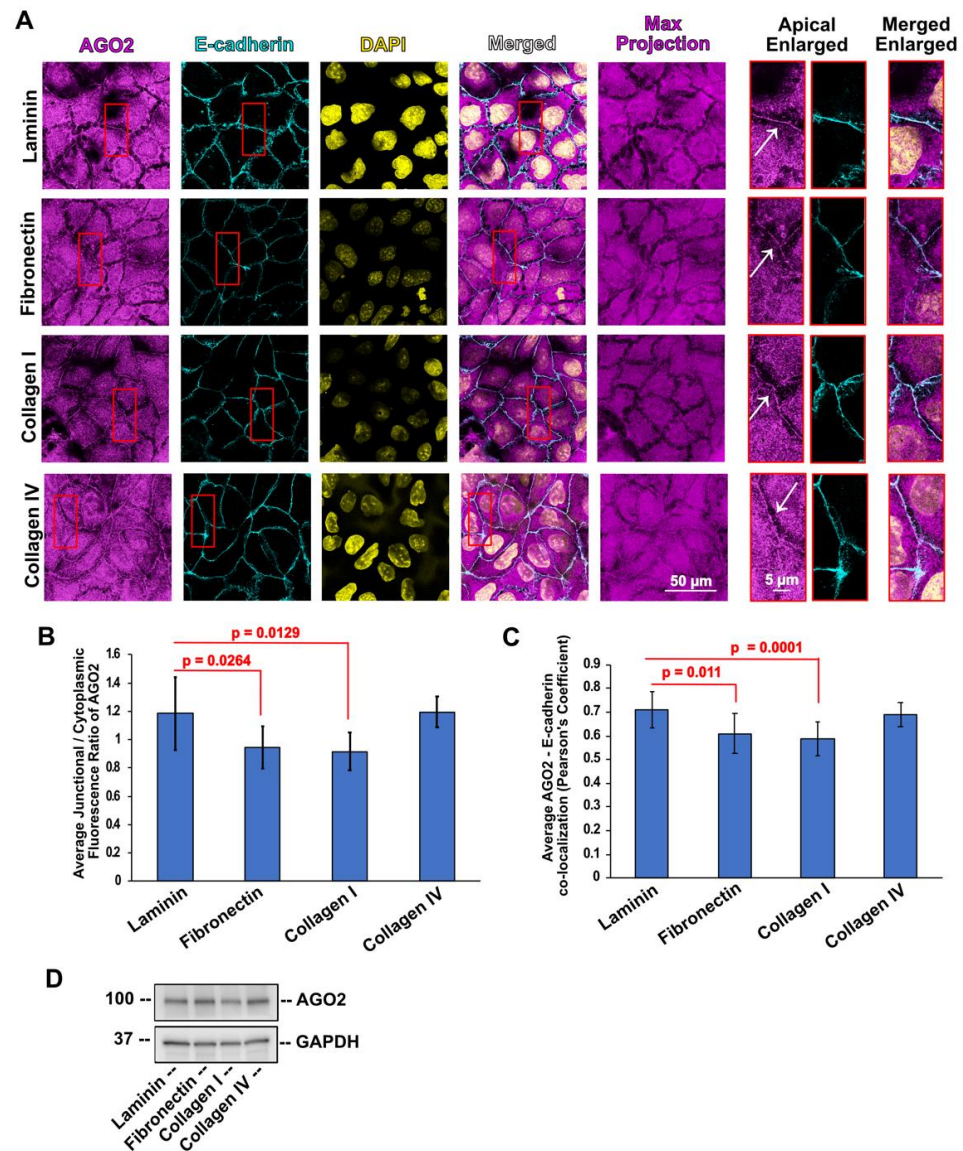 A
AGO2 E-cadherin DAPI Merged Max Projection Apical Enlarged Merged Enlarged
Laminin
Fibronectin
Collagen I
Collagen IV
50 µm
5 µm
B
p = 0.0129
p = 0.0264
Average Junctional / Cytoplasmic
Fluorescence Ratio of AGO2
1.6
1.4
1.2
1
0.8
0.6
0.4
0.2
0
Laminin
Fibronectin
Collagen I
Collagen IV
C
p = 0.0001
p = 0.011
Average AGO2 - E-cadherin
co-localization (Pearson's Coefficient)
0.9
0.8
0.7
0.6
0.5
0.4
0.3
0.2
0.1
0
Laminin
Fibronectin
Collagen I
Collagen IV
D
100 -- -- AGO2
37 -- -- GAPDH
Laminin --
Fibronectin --
Collagen I --
Collagen IV --